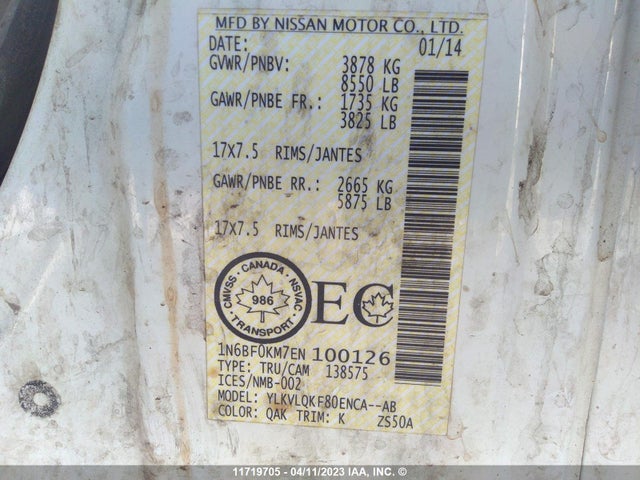 MFD BY NISSAN MOTOR CO., LTD.
DATE: 01/14
GVWR/PNBV: 3878 KG
8550 LB
GAWR/PNBE FR.: 1735 KG
3825 LB
17X7.5 RIMS/JANTES
GAWR/PNBE RR.: 2665 KG
5875 LB
17X7.5 RIMS/JANTES
CMVSS · CANADA · NSVAC
986
· TRANSPORT ·
EC
1N6BF0KM7EN 100126
TYPE: TRU/CAM 138575
ICES/NMB-002
MODEL: YLKVLQKF80ENCA--AB
COLOR: QAK TRIM: K ZS50A
11719705 - 04/11/2023 IAA, Inc. ©